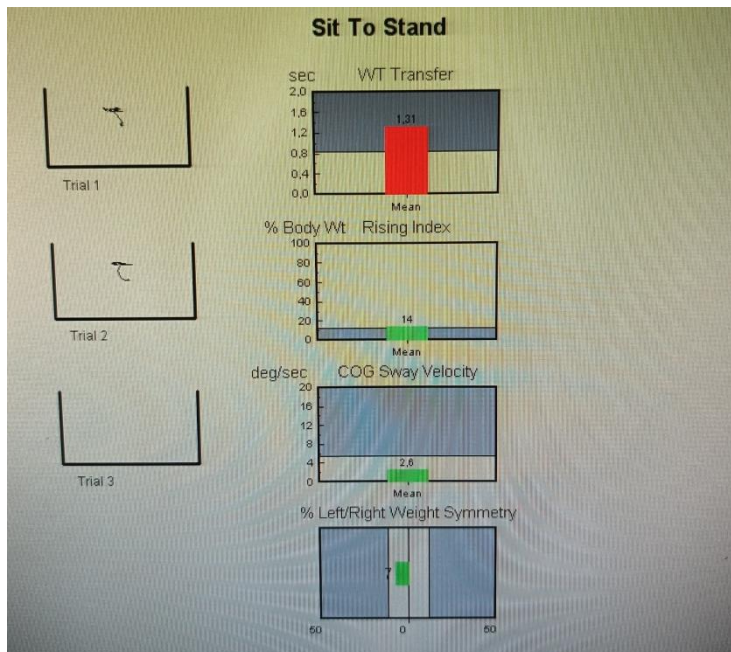 Sit To Stand
sec WT Transfer
2,0
1,6
1,2
0,8
0,4
0,0
1,31
Mean
Trial 1
% Body Wt Rising Index
100
80
60
40
20
0
14
Mean
Trial 2
deg/sec COG Sway Velocity
20
16
12
8
4
0
2,6
Mean
Trial 3
% Left/Right Weight Symmetry
7
50 0 50